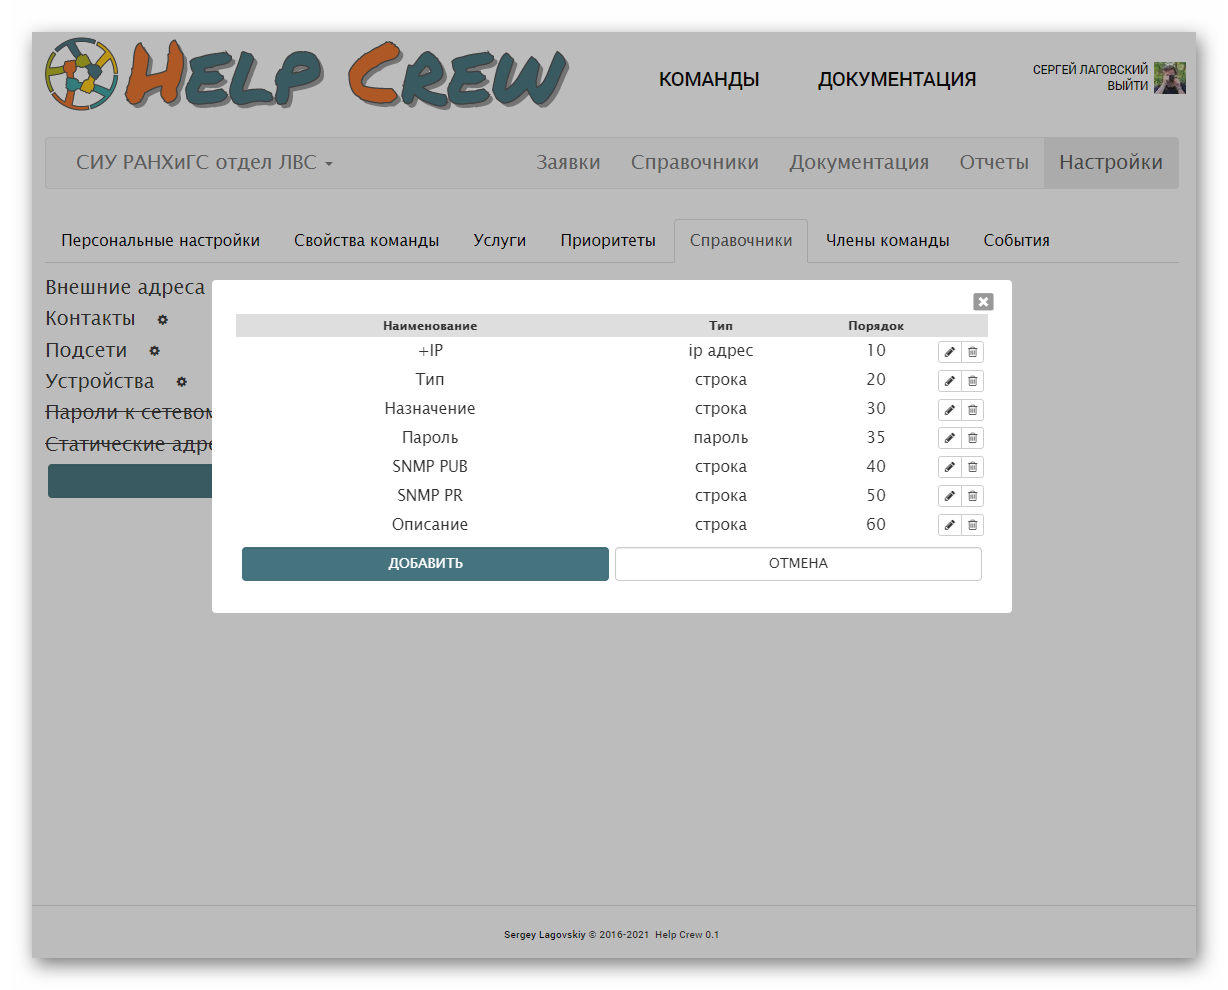 HELP CREW
КОМАНДЫ
ДОКУМЕНТАЦИЯ
СЕРГЕЙ ЛАГОВСКИЙ
ВЫЙТИ
СИУ РАНХиГС отдел ЛВС
Заявки
Справочники
Документация
Отчеты
Настройки
Персональные настройки
Свойства команды
Услуги
Приоритеты
Справочники
Члены команды
События
Внешние адреса
Контакты
Подсети
Устройства
Пароли к сетевом
Статические адре
Наименование Тип Порядок
+IP ip адрес 10
Тип строка 20
Назначение строка 30
Пароль пароль 35
SNMP PUB строка 40
SNMP PR строка 50
Описание строка 60
ДОБАВИТЬ
ОТМЕНА
Sergey Lagovskiy © 2016-2021 Help Crew 0.1